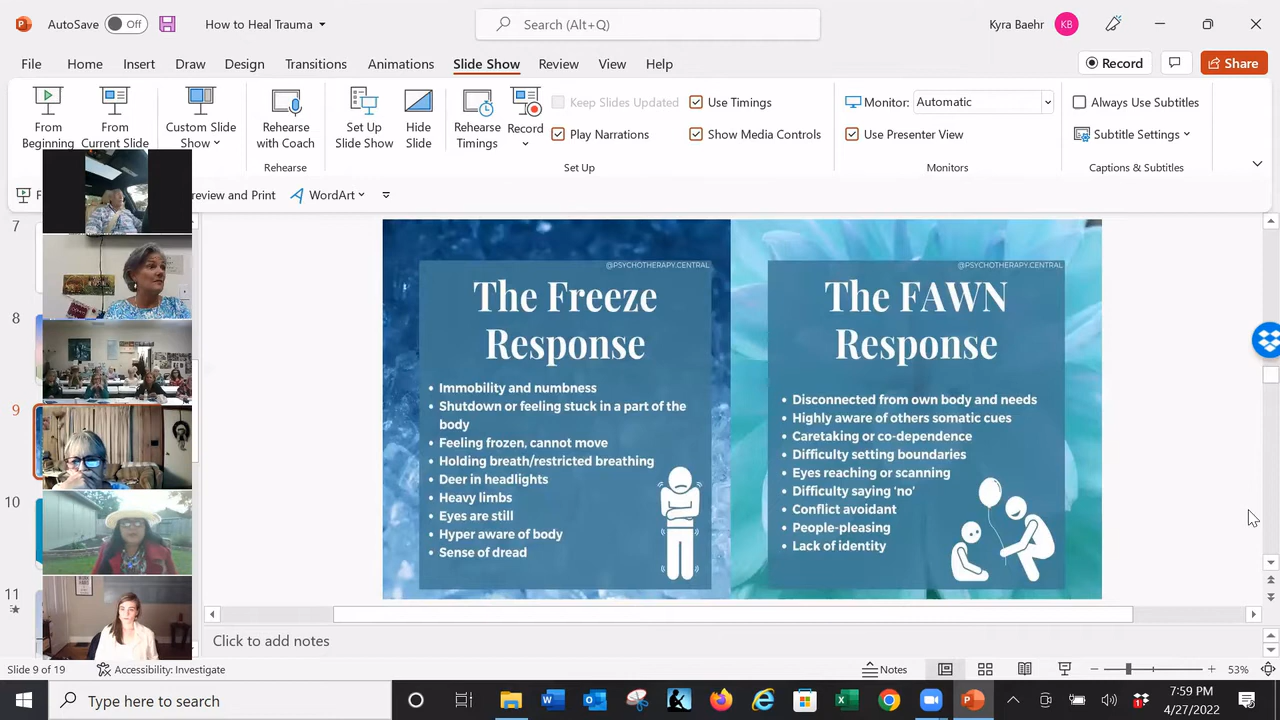 AutoSave Off How to Heal Trauma Search (Alt+Q) Kyra Baehr KB
File Home Insert Draw Design Transitions Animations Slide Show Review View Help Record Share
From Beginning
From Current Slide
Custom Slide Show
Rehearse with Coach
Set Up Slide Show
Hide Slide
Rehearse Timings
Record
Keep Slides Updated
Play Narrations
Use Timings
Show Media Controls
Monitor: Automatic
Use Presenter View
Always Use Subtitles
Subtitle Settings
Rehearse Set Up Monitors Captions & Subtitles
review and Print WordArt
7
8
9
10
11
@PSYCHOTHERAPY.CENTRAL
The Freeze
Response
• Immobility and numbness
• Shutdown or feeling stuck in a part of the
body
• Feeling frozen, cannot move
• Holding breath/restricted breathing
• Deer in headlights
• Heavy limbs
• Eyes are still
• Hyper aware of body
• Sense of dread
@PSYCHOTHERAPY.CENTRAL
The FAWN
Response
• Disconnected from own body and needs
• Highly aware of others somatic cues
• Caretaking or co-dependence
• Difficulty setting boundaries
• Eyes reaching or scanning
• Difficulty saying 'no'
• Conflict avoidant
• People-pleasing
• Lack of identity
Click to add notes
Slide 9 of 19 Accessibility: Investigate Notes 53%
Type here to search
7:59 PM
4/27/2022